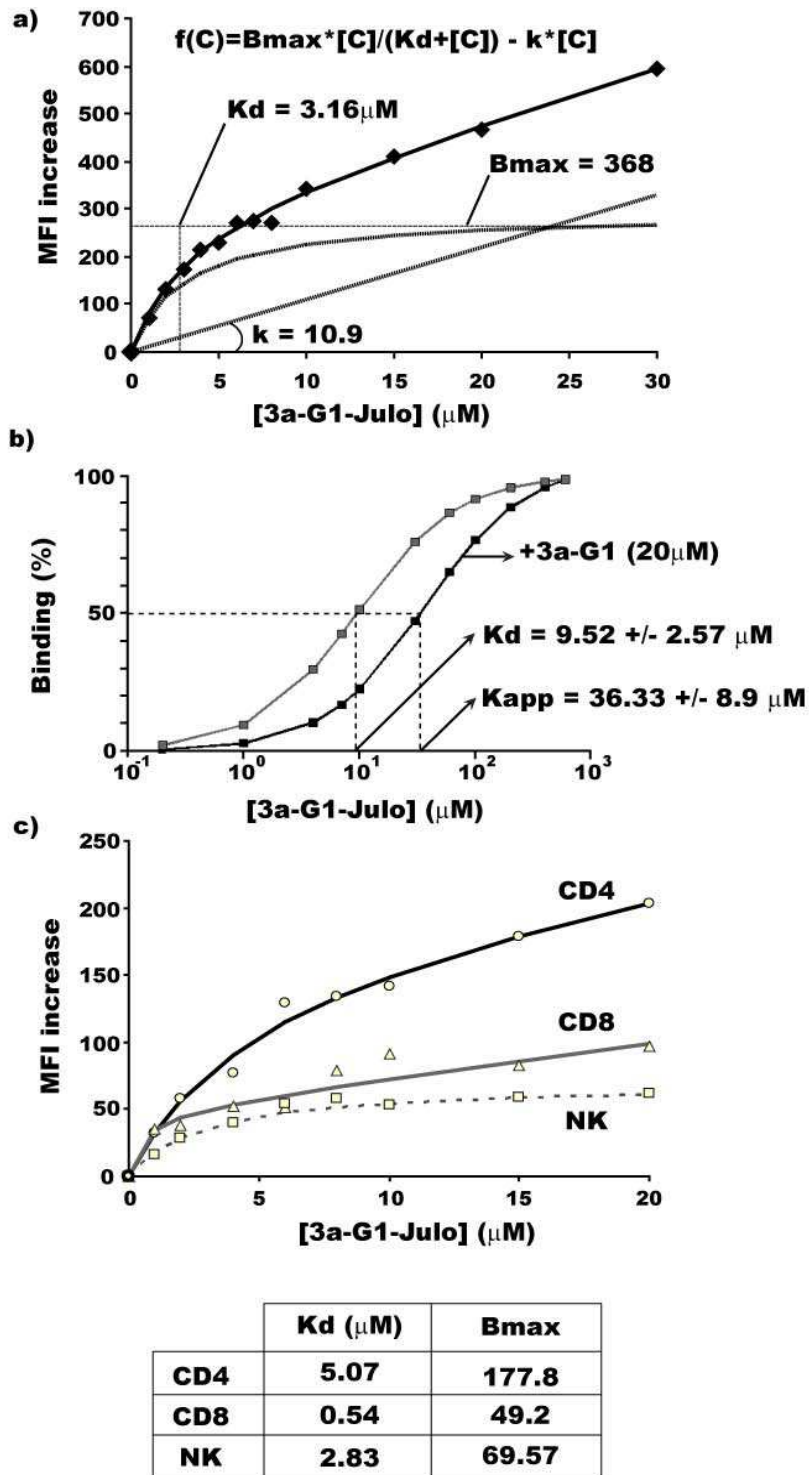 a)
f(C)=Bmax*[C]/(Kd+[C]) - k*[C]
700
600
500
400
300
200
100
0
MFI increase
Kd = 3.16μM
Bmax = 368
k = 10.9
0 5 10 15 20 25 30
[3a-G1-Julo] (μM)
b)
100
50
0
Binding (%)
+3a-G1 (20μM)
Kd = 9.52 +/- 2.57 μM
Kapp = 36.33 +/- 8.9 μM
10-1 100 101 102 103
[3a-G1-Julo] (μM)
c)
250
200
150
100
50
0
MFI increase
CD4
CD8
NK
0 5 10 15 20
[3a-G1-Julo] (μM)
Kd (μM) Bmax
CD4 5.07 177.8
CD8 0.54 49.2
NK 2.83 69.57